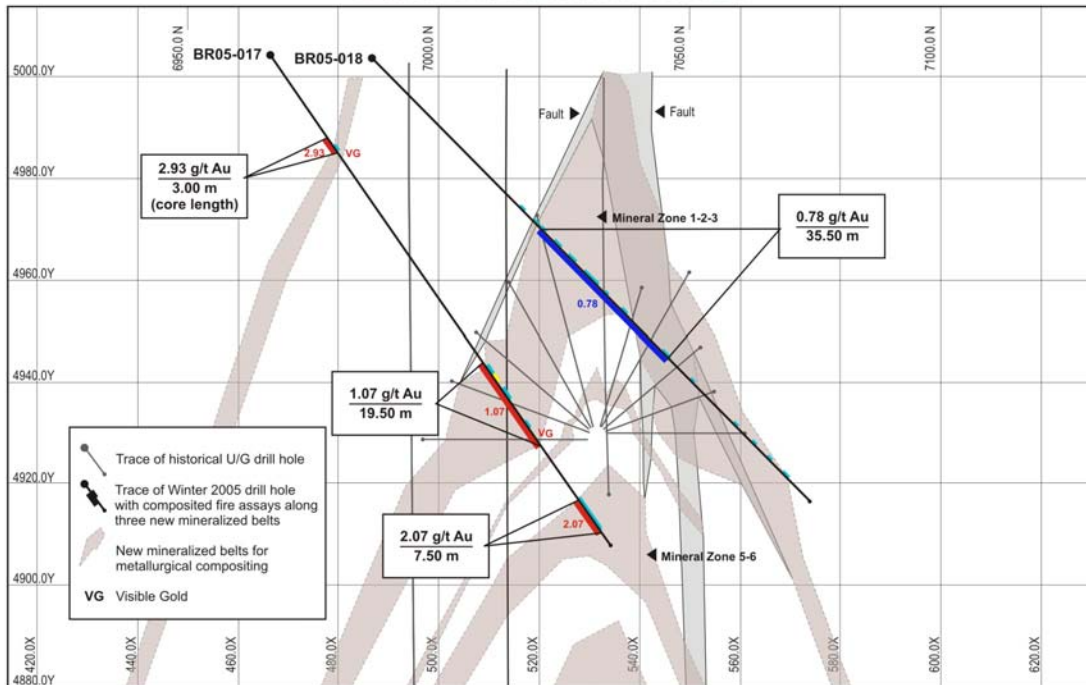 6950.0 N
7000.0 N
7050.0 N
7100.0 N
BR05-017
BR05-018
5000.0Y
Fault
Fault
2.93
VG
2.93 g/t Au
3.00 m
(core length)
4980.0Y
Mineral Zone 1-2-3
0.78 g/t Au
35.50 m
4960.0Y
0.78
4940.0Y
1.07 g/t Au
19.50 m
1.07
VG
Trace of historical U/G drill hole
Trace of Winter 2005 drill hole
with composited fire assays along
three new mineralized belts
New mineralized belts for
metallurgical compositing
VG Visible Gold
4920.0Y
2.07 g/t Au
7.50 m
2.07
Mineral Zone 5-6
4900.0Y
4880.0Y
420.0X
440.0X
460.0X
480.0X
500.0X
520.0X
540.0X
560.0X
580.0X
600.0X
620.0X